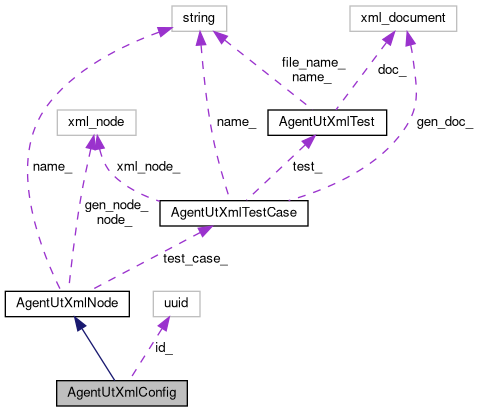 string
xml_document
file_name_
name_
doc_
xml_node
AgentUtXmlTest
name_
gen_doc_
name_
xml_node_
test_
gen_node_
node_
AgentUtXmlTestCase
test_case_
AgentUtXmlNode
uuid
id_
AgentUtXmlConfig